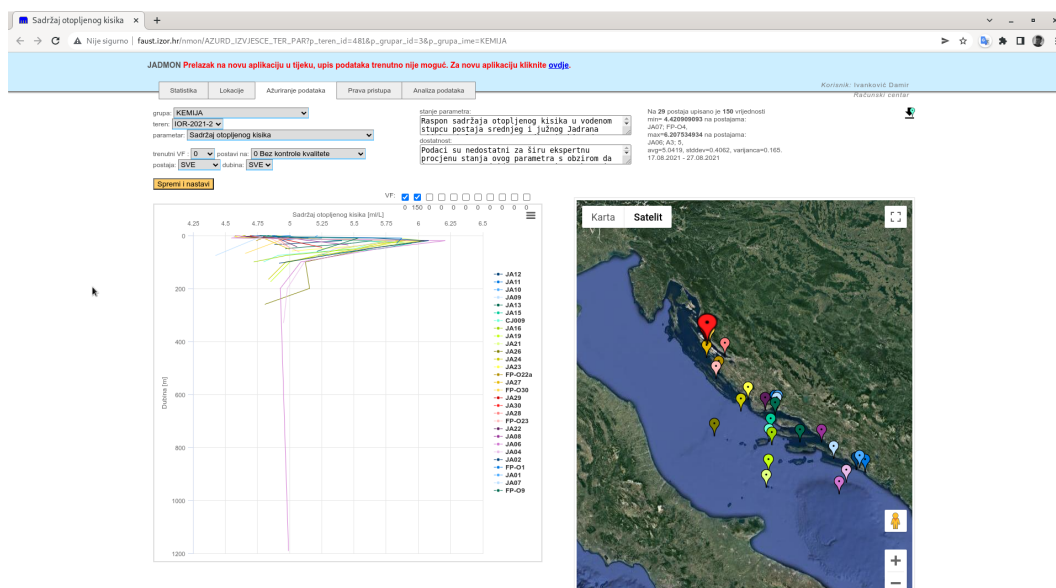 Sadržaj otopljenog kisika
Nije sigurno | faust.izor.hr/nmon/AZURD_IZVJESCE_TER_PAR?p_teren_id=481&p_grupar_id=3&p_grupa_ime=KEMIJA
JADMON Prelazak na novu aplikaciju u tijeku, upis podataka trenutno nije moguć. Za novu aplikaciju kliknite ovdje.
Statistika Lokacije Ažuriranje podataka Prava pristupa Analiza podataka
Korisnik: Ivanković Damir
Računski centar
grupa: KEMIJA
teren: IOR-2021-2
parametar: Sadržaj otopljenog kisika
trenutni VF : 0 postavi na: 0 Bez kontrole kvalitete
postaja: SVE dubina: SVE
Spremi i nastavi
stanje parametra:
Raspon sadržaja otopljenog kisika u vodenom
stupcu postaja srednjeg i južnog Jadrana
dostatnost:
Podaci su nedostatni za širu ekspertnu
procjenu stanja ovog parametra s obzirom da
Na 29 postaja upisano je 150 vrijednosti
min= 4.420909093 na postajama:
JA07; FP-O4,
max=6.207534934 na postajama:
JA06; A3; 5,
avg=5.0419, stddev=0.4062, varijanca=0.165.
17.08.2021 - 27.08.2021
VF:
0 150 0 0 0 0 0 0 0 0 0
Sadržaj otopljenog kisika [ml/L]
4.25 4.5 4.75 5 5.25 5.5 5.75 6 6.25 6.5
0
200
400
600
800
1000
1200
Dubina [m]
JA12
JA11
JA10
JA09
JA13
JA15
CJ009
JA16
JA19
JA21
JA26
JA24
JA23
FP-O22a
JA27
FP-O30
JA29
JA30
JA28
FP-O23
JA22
JA08
JA06
JA04
JA02
FP-O1
JA01
JA07
FP-O9
Karta Satelit